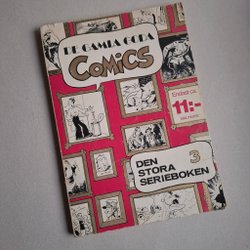 DE GAMLA GODA
COMICS
Endast ca
11:-
DEN 3
STORA
SERIEBOKEN